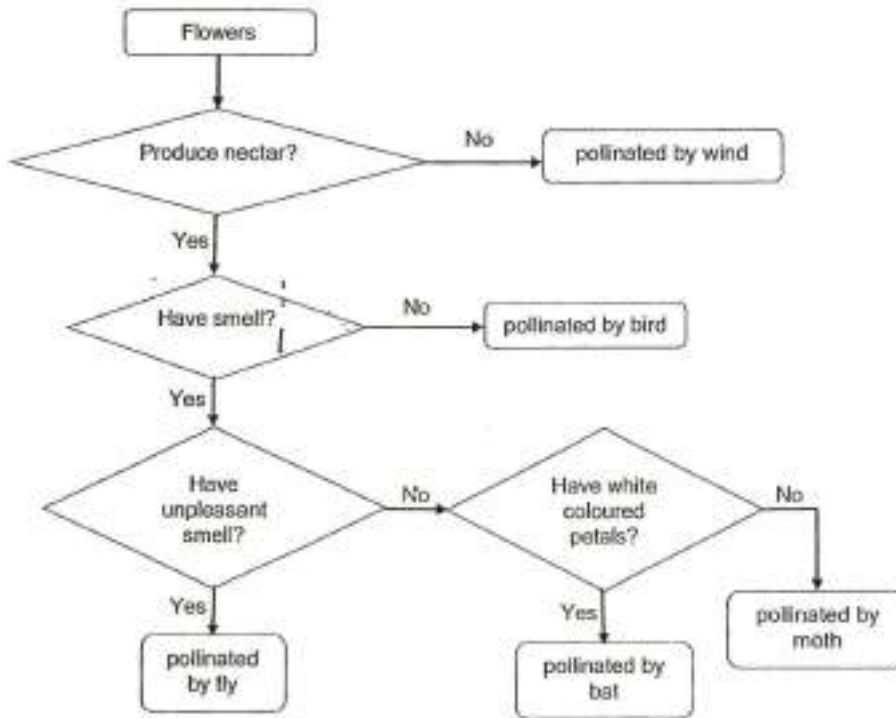 Flowers
Produce nectar?
No
pollinated by wind
Yes
Have smell?
No
pollinated by bird
Yes
Have
unpleasant
smell?
No
Have white
coloured
petals?
No
Yes
pollinated
by fly
Yes
pollinated by
bat
pollinated by
moth